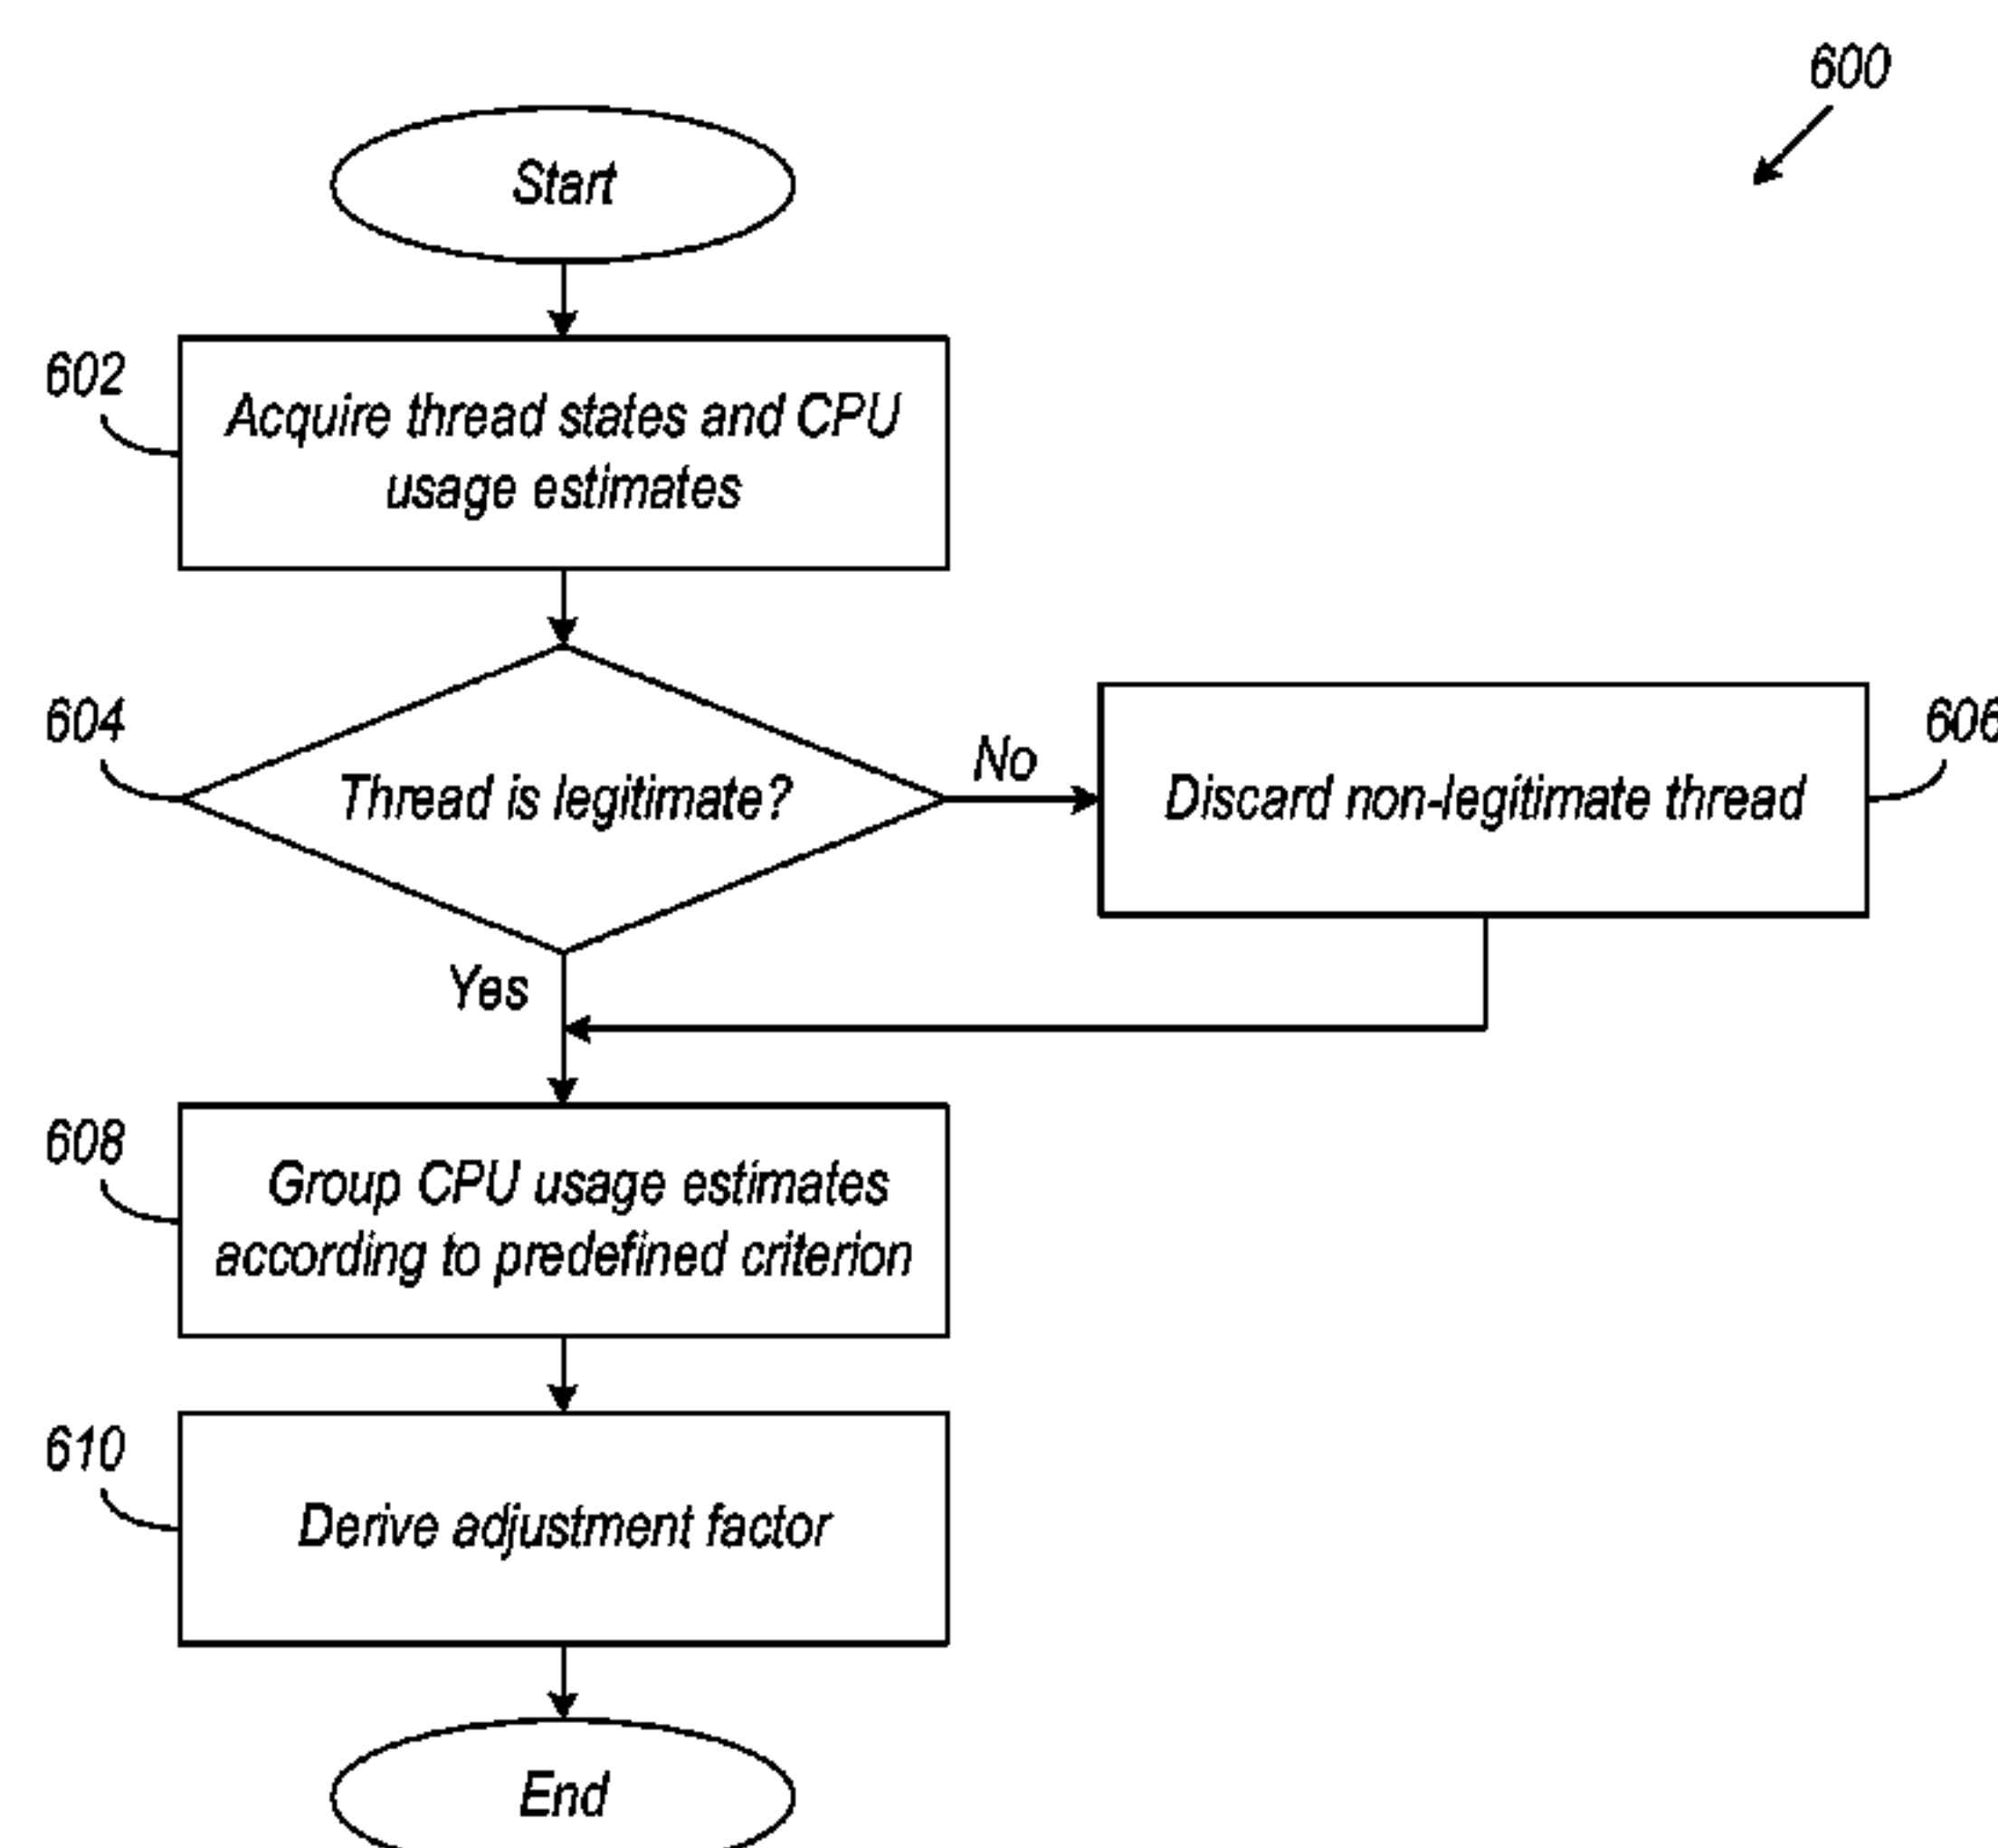 600
Start
602
Acquire thread states and CPU
usage estimates
604
Thread is legitimate?
No
Discard non-legitimate thread
606
Yes
608
Group CPU usage estimates
according to predefined criterion
610
Derive adjustment factor
End